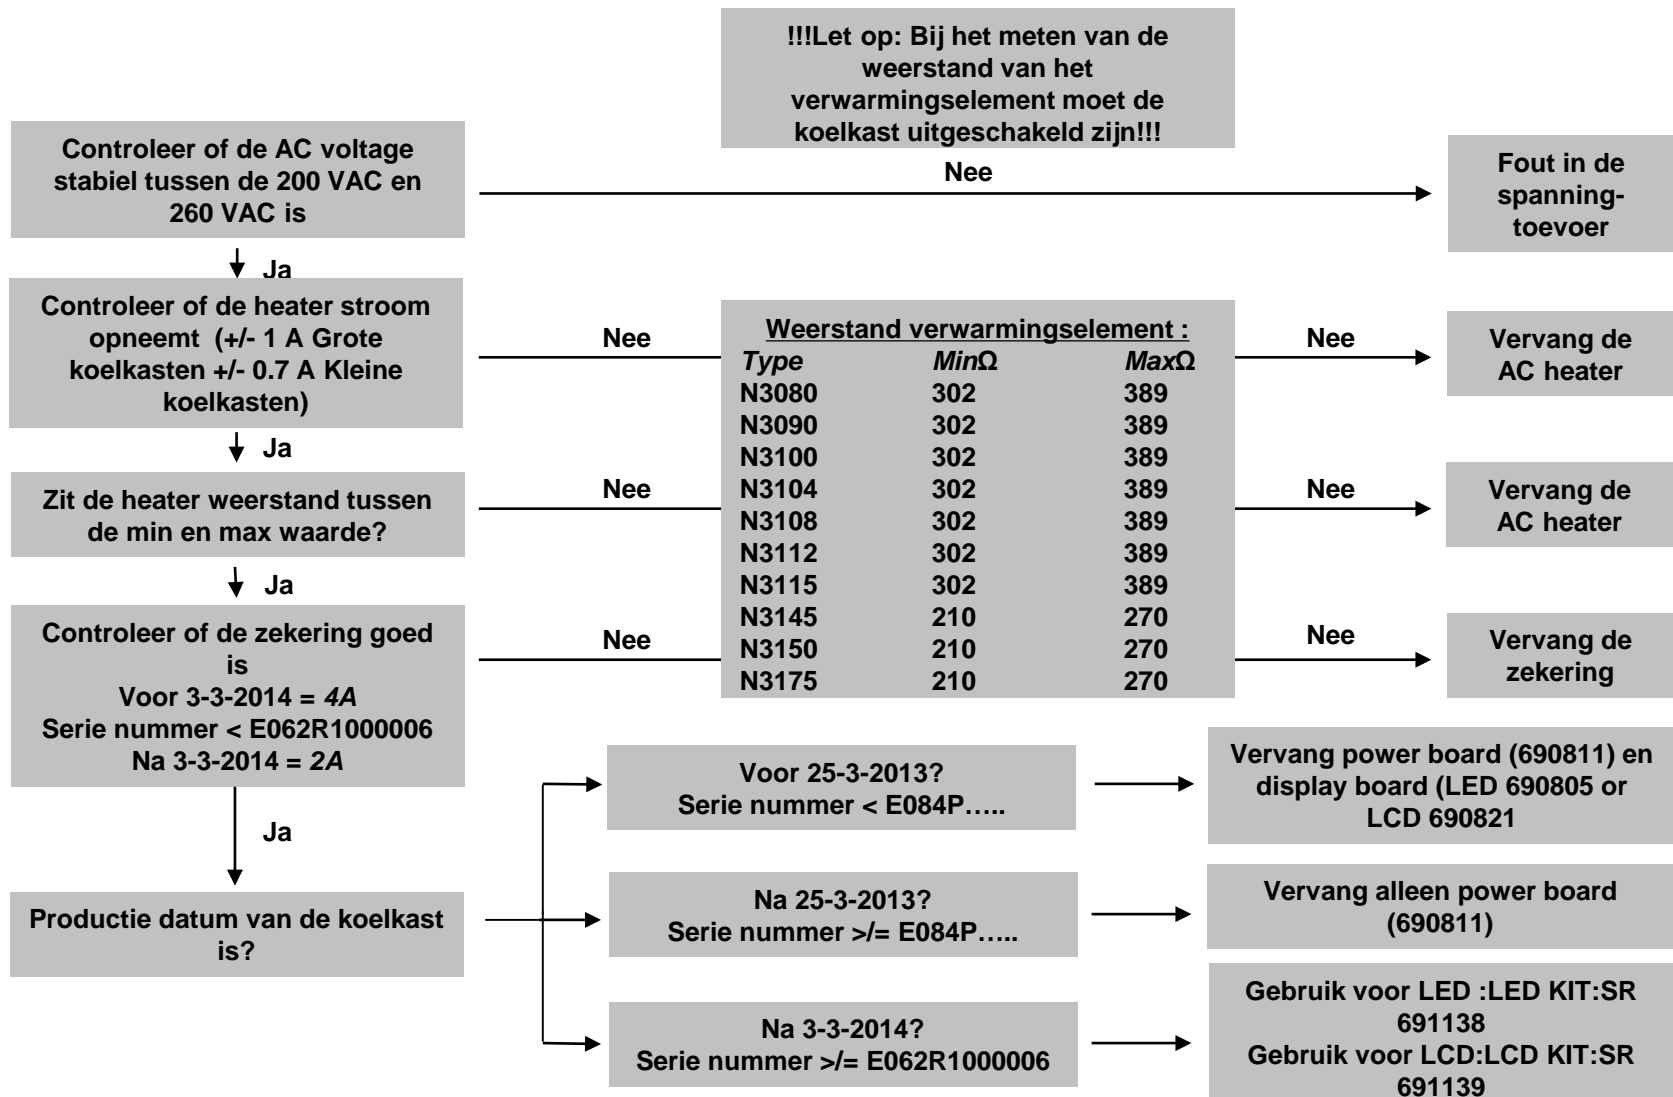 !!!Let op: Bij het meten van de
weerstand van het
verwarmingselement moet de
koelkast uitgeschakeld zijn!!!
Controleer of de AC voltage
stabiel tussen de 200 VAC en
260 VAC is
Nee
Fout in de
spanning-
toevoer
Ja
Controleer of de heater stroom
opneemt (+/- 1 A Grote
koelkasten +/- 0.7 A Kleine
koelkasten)
Nee
Weerstand verwarmingselement :
Type MinΩ MaxΩ
N3080 302 389
N3090 302 389
N3100 302 389
N3104 302 389
N3108 302 389
N3112 302 389
N3115 302 389
N3145 210 270
N3150 210 270
N3175 210 270
Nee
Vervang de
AC heater
Ja
Zit de heater weerstand tussen
de min en max waarde?
Nee
Nee
Vervang de
AC heater
Ja
Controleer of de zekering goed
is
Voor 3-3-2014 = 4A
Serie nummer < E062R1000006
Na 3-3-2014 = 2A
Nee
Nee
Vervang de
zekering
Ja
Productie datum van de koelkast
is?
Voor 25-3-2013?
Serie nummer < E084P…..
Vervang power board (690811) en
display board (LED 690805 or
LCD 690821
Na 25-3-2013?
Serie nummer >/= E084P…..
Vervang alleen power board
(690811)
Na 3-3-2014?
Serie nummer >/= E062R1000006
Gebruik voor LED :LED KIT:SR
691138
Gebruik voor LCD:LCD KIT:SR
691139